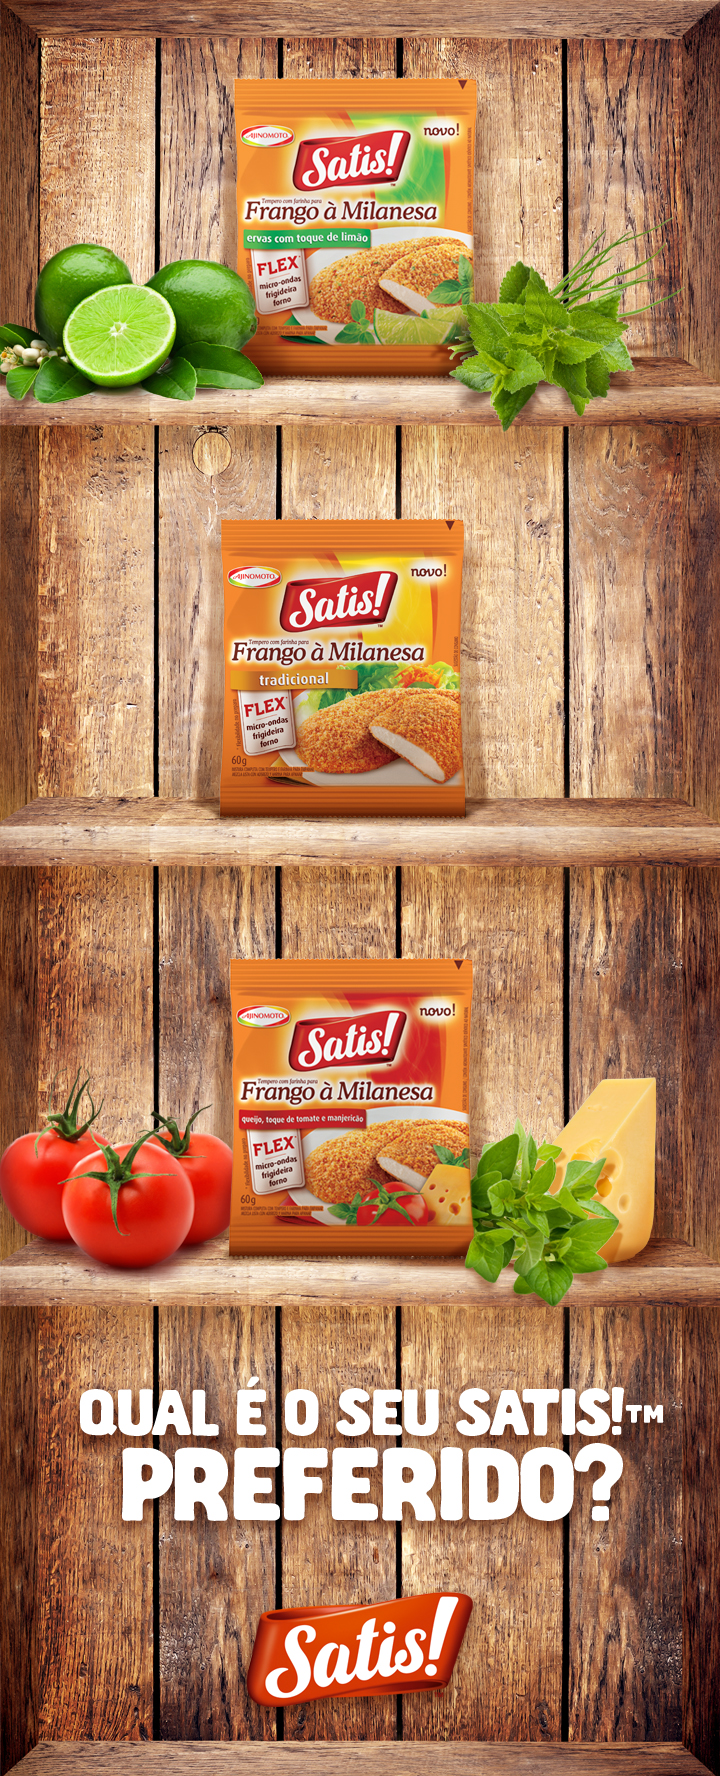 AJINOMOTO
novo!
Satis!
Tempero com farinha para
Frango à Milanesa
ervas com toque de limão
FLEX
micro-ondas
frigideira
forno
AJINOMOTO
novo!
Satis!™
Tempero com farinha para
Frango à Milanesa
tradicional
FLEX
micro-ondas
frigideira
forno
60g
AJINOMOTO
novo!
Satis!
Tempero com farinha para
Frango à Milanesa
queijo, toque de tomate e manjericão
FLEX
micro-ondas
frigideira
forno
60g
QUAL É O SEU SATIS!™
PREFERIDO?
Satis!